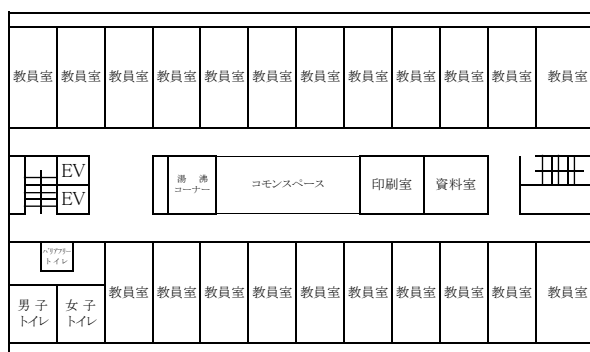 教員室 教員室 教員室 教員室 教員室 教員室 教員室 教員室 教員室 教員室 教員室 教員室
EV
EV
湯 沸
コーナー
コモンスペース
印刷室
資料室
バリアフリー
トイレ
男 子
トイレ
女 子
トイレ
教員室 教員室 教員室 教員室 教員室 教員室 教員室 教員室 教員室 教員室